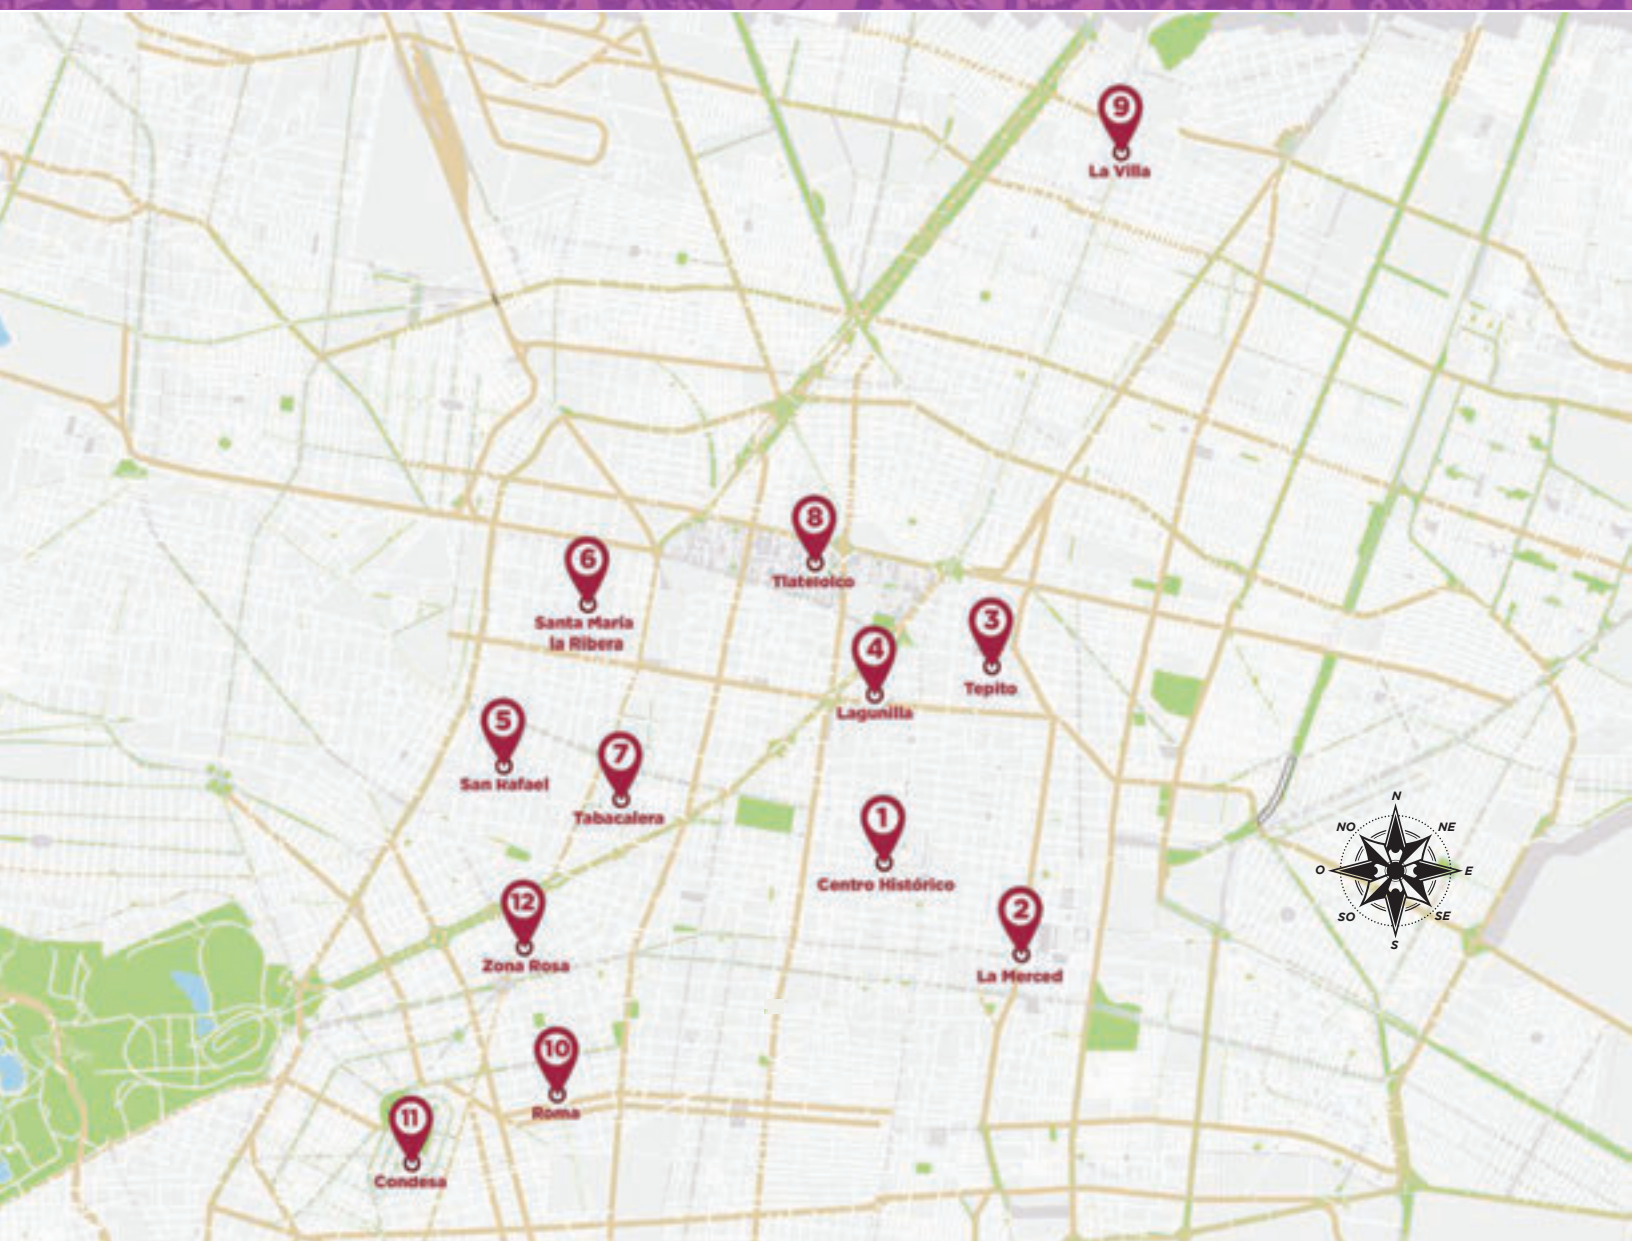 9
La Villa
8
Tlatelolco
6
Santa María
la Ribera
3
Tepito
4
Lagunilla
5
San Rafael
7
Tabacalera
1
Centro Histórico
N
NO
NE
O
E
SO
SE
S
12
Zona Rosa
2
La Merced
10
Roma
11
Condesa